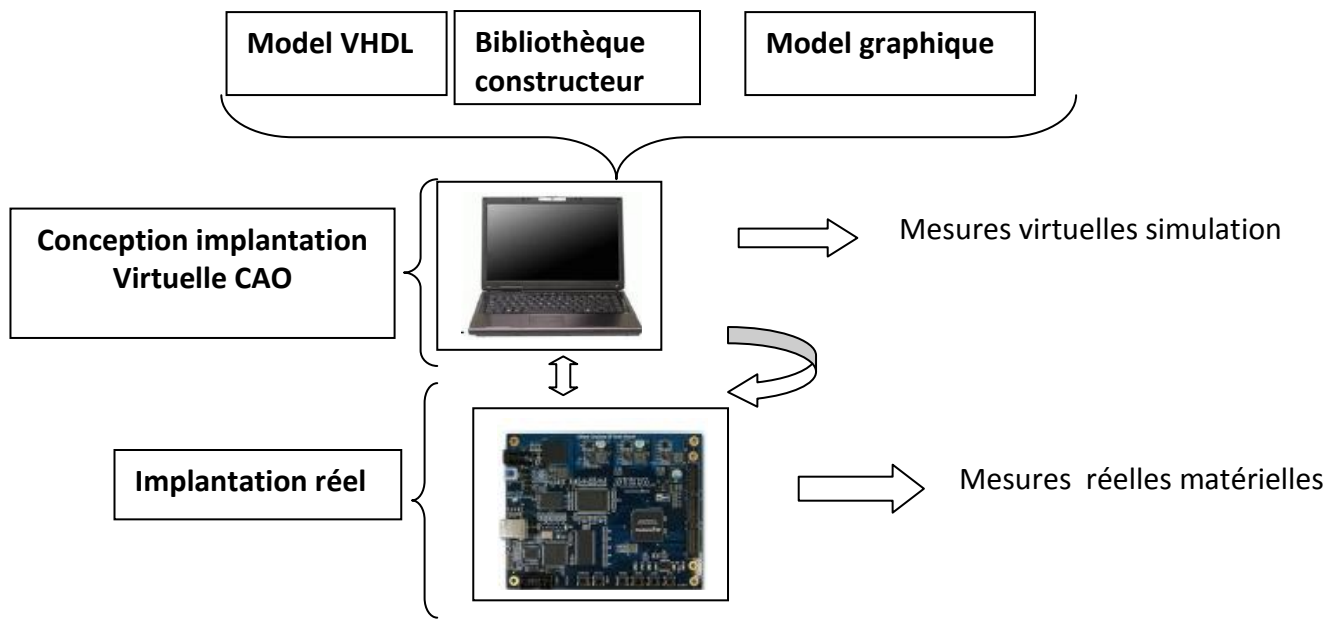 Model VHDL
Bibliothèque
constructeur
Model graphique
Conception implantation
Virtuelle CAO
Mesures virtuelles simulation
Implantation réel
Mesures réelles matérielles